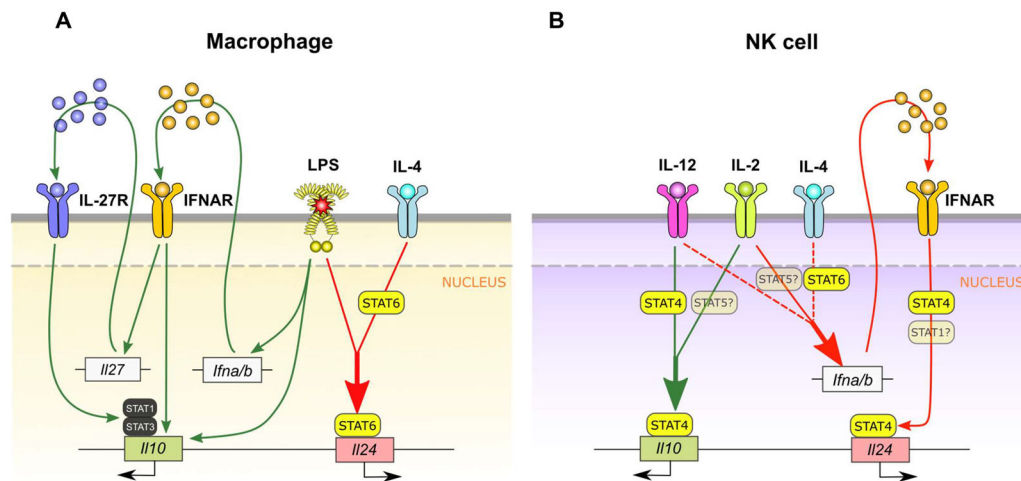 A
Macrophage
IL-27R
IFNAR
LPS
IL-4
NUCLEUS
STAT6
Il27
Ifna/b
STAT1
STAT3
Il10
STAT6
Il24
B
NK cell
IL-12
IL-2
IL-4
IFNAR
NUCLEUS
STAT5?
STAT6
STAT4
STAT5?
STAT4
STAT1?
Ifna/b
STAT4
Il10
STAT4
Il24